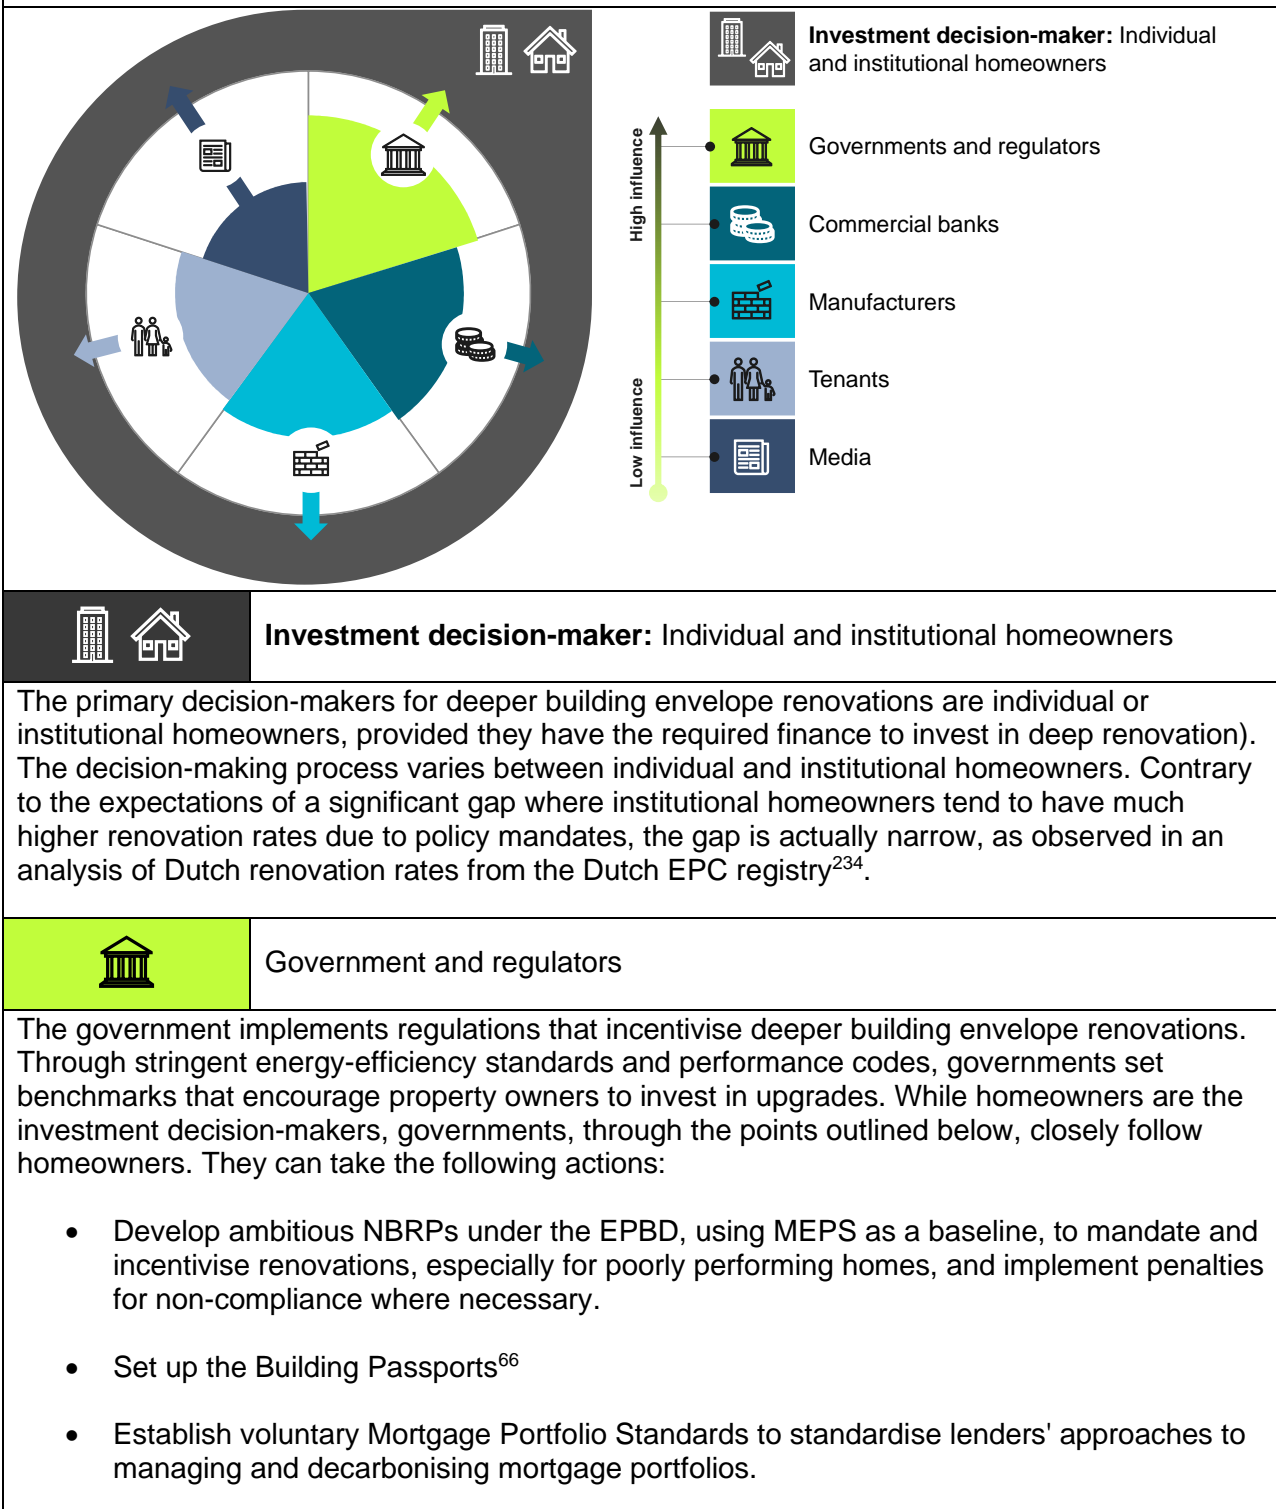 Investment decision-maker: Individual
and institutional homeowners
High influence
Low influence
Governments and regulators
Commercial banks
Manufacturers
Tenants
Media
Investment decision-maker: Individual and institutional homeowners
The primary decision-makers for deeper building envelope renovations are individual or
institutional homeowners, provided they have the required finance to invest in deep renovation).
The decision-making process varies between individual and institutional homeowners. Contrary
to the expectations of a significant gap where institutional homeowners tend to have much
higher renovation rates due to policy mandates, the gap is actually narrow, as observed in an
analysis of Dutch renovation rates from the Dutch EPC registry234.
Government and regulators
The government implements regulations that incentivise deeper building envelope renovations.
Through stringent energy-efficiency standards and performance codes, governments set
benchmarks that encourage property owners to invest in upgrades. While homeowners are the
investment decision-makers, governments, through the points outlined below, closely follow
homeowners. They can take the following actions:
• Develop ambitious NBRPs under the EPBD, using MEPS as a baseline, to mandate and
incentivise renovations, especially for poorly performing homes, and implement penalties
for non-compliance where necessary.
• Set up the Building Passports66
• Establish voluntary Mortgage Portfolio Standards to standardise lenders' approaches to
managing and decarbonising mortgage portfolios.